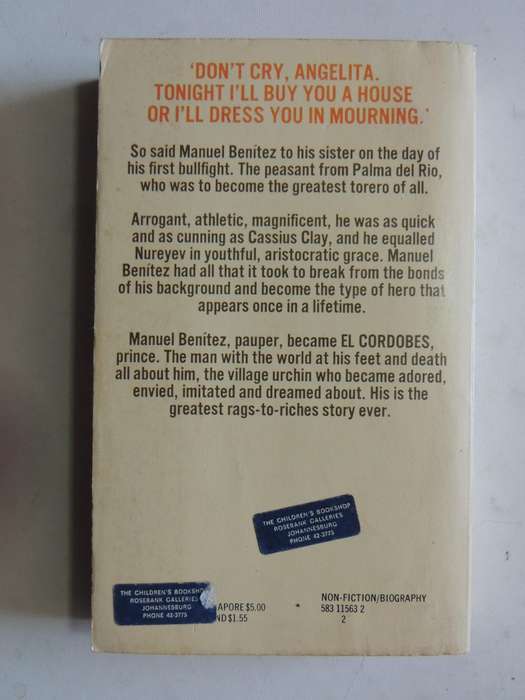 'DON'T CRY, ANGELITA.
TONIGHT I'LL BUY YOU A HOUSE
OR I'LL DRESS YOU IN MOURNING.'
So said Manuel Benítez to his sister on the day of
his first bullfight. The peasant from Palma del Rio,
who was to become the greatest torero of all.
Arrogant, athletic, magnificent, he was as quick
and as cunning as Cassius Clay, and he equalled
Nureyev in youthful, aristocratic grace. Manuel
Benítez had all that it took to break from the bonds
of his background and become the type of hero that
appears once in a lifetime.
Manuel Benítez, pauper, became EL CORDOBES,
prince. The man with the world at his feet and death
all about him, the village urchin who became adored,
envied, imitated and dreamed about. His is the
greatest rags-to-riches story ever.
THE CHILDREN'S BOOKSHOP
ROSEBANK GALLERIES
JOHANNESBURG
PHONE 42-3775
THE CHILDREN'S BOOKSH
ROSEBANK GALLERIES
JOHANNESBURG
PHONE 42-3775
APORE $5.00
ND $1.55
NON-FICTION/BIOGRAPHY
583 11563 2
2